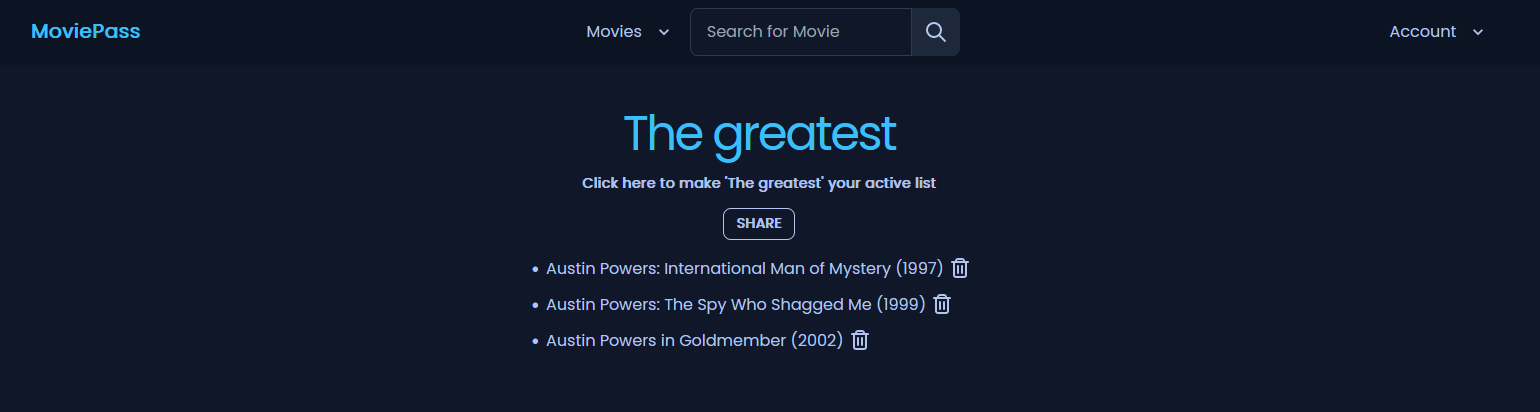 MoviePass
Movies
Search for Movie
Account
The greatest
Click here to make 'The greatest' your active list
SHARE
• Austin Powers: International Man of Mystery (1997)
• Austin Powers: The Spy Who Shagged Me (1999)
• Austin Powers in Goldmember (2002)